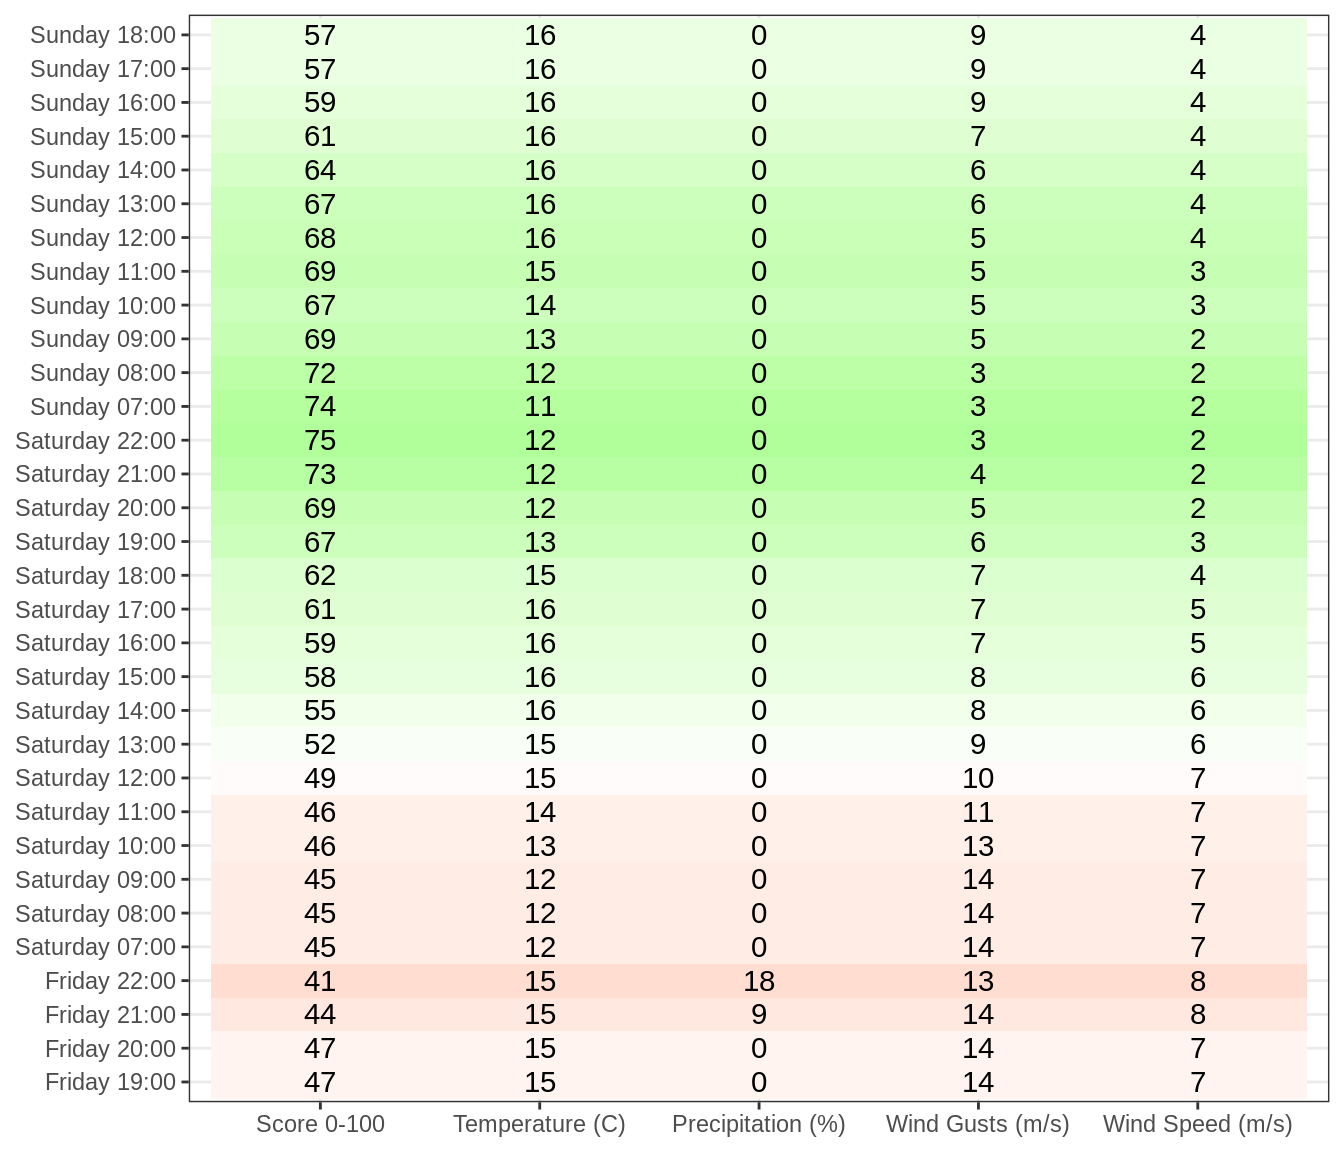 Sunday 18:00 57 16 0 9 4
Sunday 17:00 57 16 0 9 4
Sunday 16:00 59 16 0 9 4
Sunday 15:00 61 16 0 7 4
Sunday 14:00 64 16 0 6 4
Sunday 13:00 67 16 0 6 4
Sunday 12:00 68 16 0 5 4
Sunday 11:00 69 15 0 5 3
Sunday 10:00 67 14 0 5 3
Sunday 09:00 69 13 0 5 2
Sunday 08:00 72 12 0 3 2
Sunday 07:00 74 11 0 3 2
Saturday 22:00 75 12 0 3 2
Saturday 21:00 73 12 0 4 2
Saturday 20:00 69 12 0 5 2
Saturday 19:00 67 13 0 6 3
Saturday 18:00 62 15 0 7 4
Saturday 17:00 61 16 0 7 5
Saturday 16:00 59 16 0 7 5
Saturday 15:00 58 16 0 8 6
Saturday 14:00 55 16 0 8 6
Saturday 13:00 52 15 0 9 6
Saturday 12:00 49 15 0 10 7
Saturday 11:00 46 14 0 11 7
Saturday 10:00 46 13 0 13 7
Saturday 09:00 45 12 0 14 7
Saturday 08:00 45 12 0 14 7
Saturday 07:00 45 12 0 14 7
Friday 22:00 41 15 18 13 8
Friday 21:00 44 15 9 14 8
Friday 20:00 47 15 0 14 7
Friday 19:00 47 15 0 14 7
Score 0-100 Temperature (C) Precipitation (%) Wind Gusts (m/s) Wind Speed (m/s)